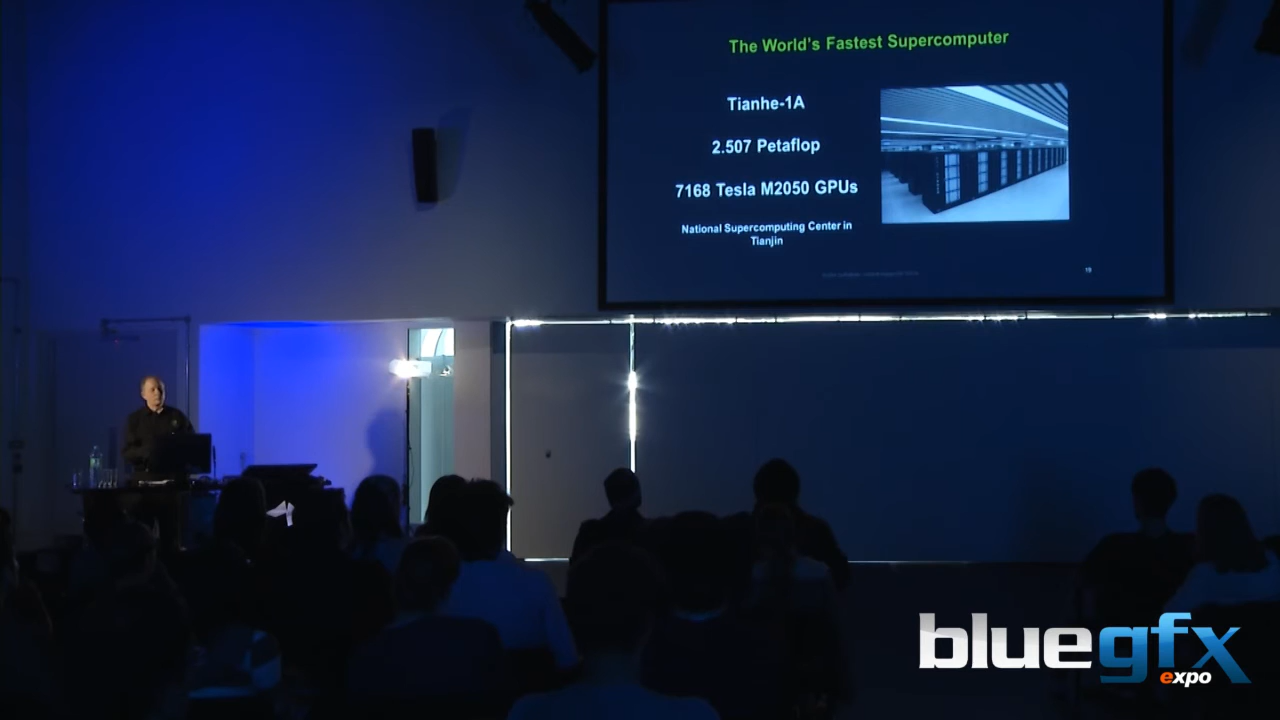 The World's Fastest Supercomputer
Tianhe-1A
2.507 Petaflop
7168 Tesla M2050 GPUs
National Supercomputing Center in
Tianjin
19
bluegfx
expo